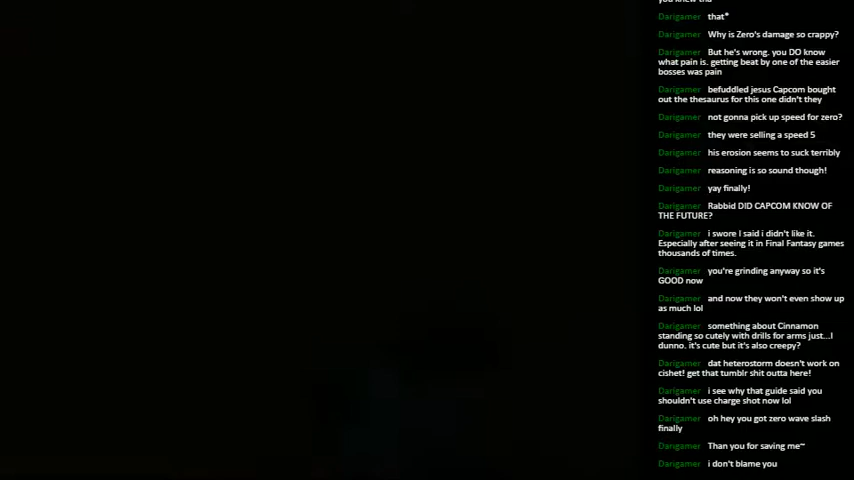 you knew tha
Darigamer that*
Darigamer Why is Zero's damage so crappy?
Darigamer But he's wrong. you DO know
what pain is. getting beat by one of the easier
bosses was pain
Darigamer befuddled jesus Capcom bought
out the thesaurus for this one didn't they
Darigamer not gonna pick up speed for zero?
Darigamer they were selling a speed 5
Darigamer his erosion seems to suck terribly
Darigamer reasoning is so sound though!
Darigamer yay finally!
Darigamer Rabbid DID CAPCOM KNOW OF
THE FUTURE?
Darigamer i swore I said i didn't like it.
Especially after seeing it in Final Fantasy games
thousands of times.
Darigamer you're grinding anyway so it's
GOOD now
Darigamer and now they won't even show up
as much lol
Darigamer something about Cinnamon
standing so cutely with drills for arms just...I
dunno. it's cute but it's also creepy?
Darigamer dat heterostorm doesn't work on
cishet! get that tumblr shit outta here!
Darigamer i see why that guide said you
shouldn't use charge shot now lol
Darigamer oh hey you got zero wave slash
finally
Darigamer Than you for saving me~
Darigamer i don't blame you